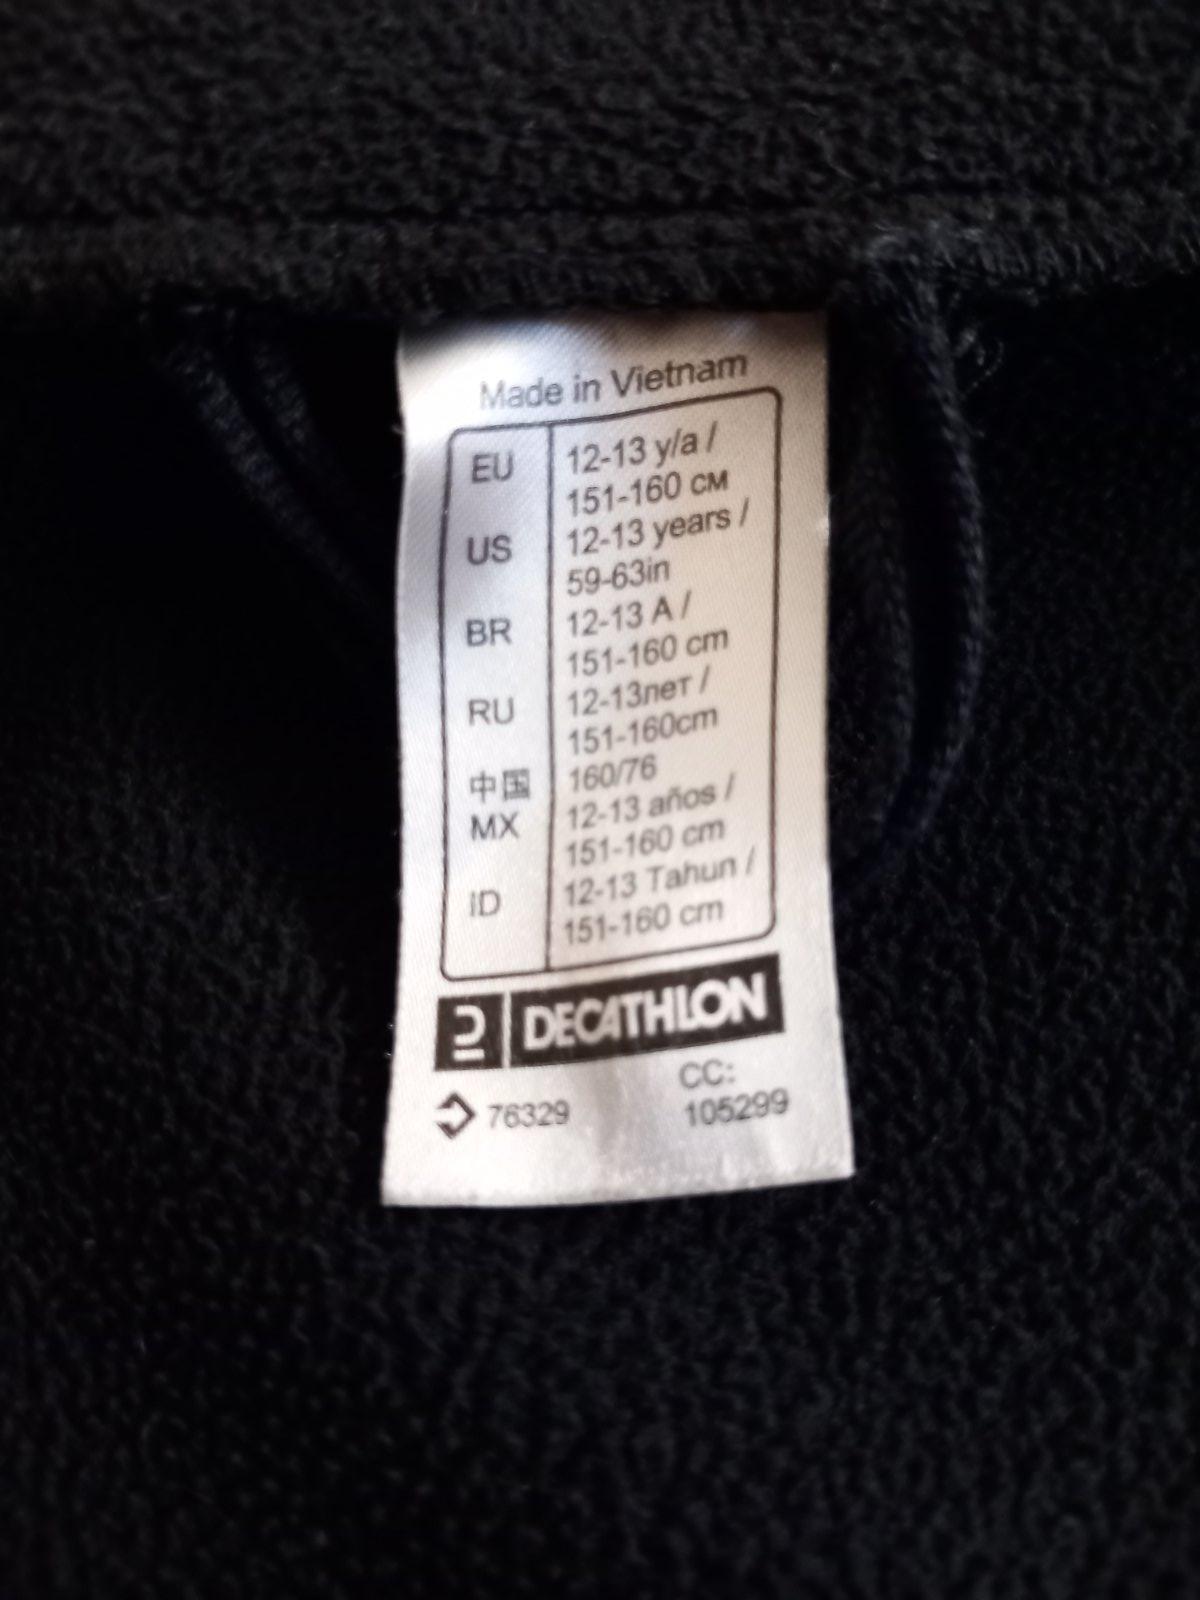 Made in Vietnam
EU 12-13 y/a /
151-160 см
US 12-13 years /
59-63in
BR 12-13 A /
151-160 cm
RU 12-13лет /
151-160cm
中国 160/76
MX 12-13 años /
151-160 cm
ID 12-13 Tahun /
151-160 cm
DECATHLON
76329 CC:
105299